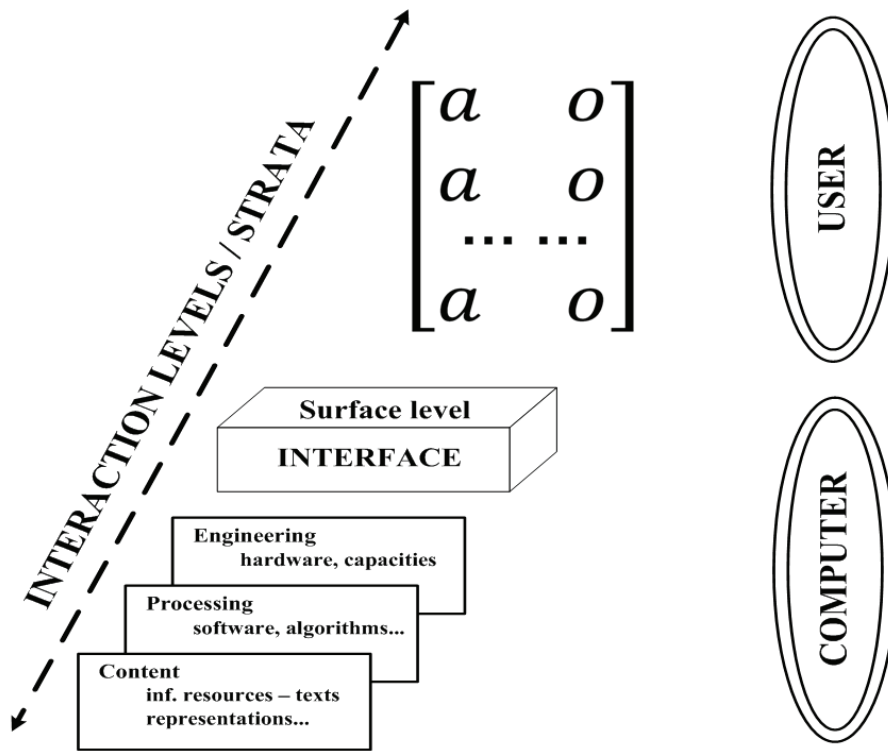 INTERACTION LEVELS / STRATA
a o
a o
... ...
a o
USER
Surface level
INTERFACE
Engineering
hardware, capacities
Processing
software, algorithms...
Content
inf. resources – texts
representations...
COMPUTER